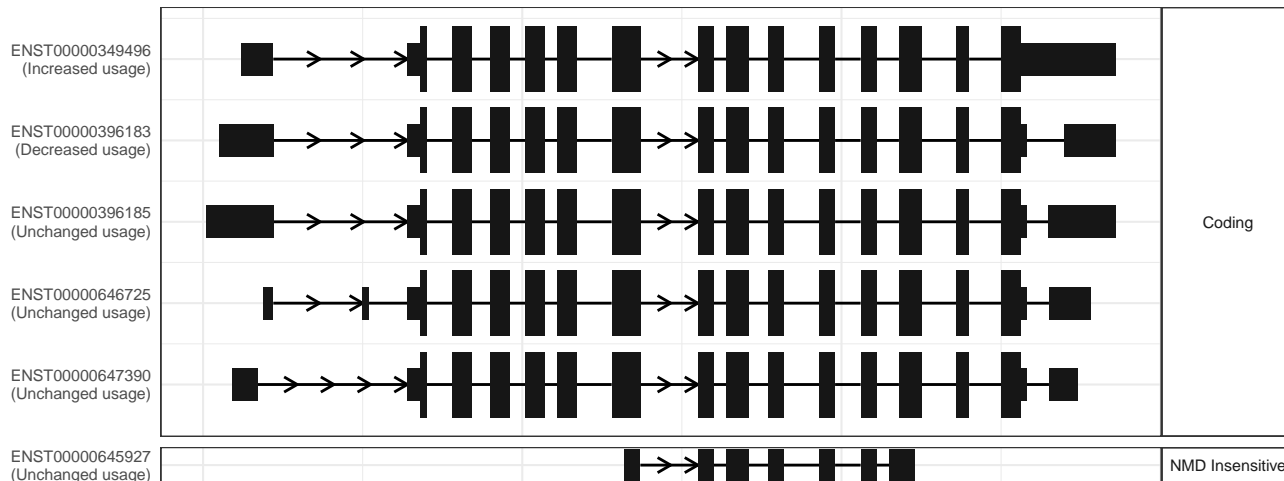 ENST00000349496
(Increased usage)
ENST00000396183
(Decreased usage)
ENST00000396185
(Unchanged usage)
Coding
ENST00000646725
(Unchanged usage)
ENST00000647390
(Unchanged usage)
ENST00000645927
(Unchanged usage)
NMD Insensitive